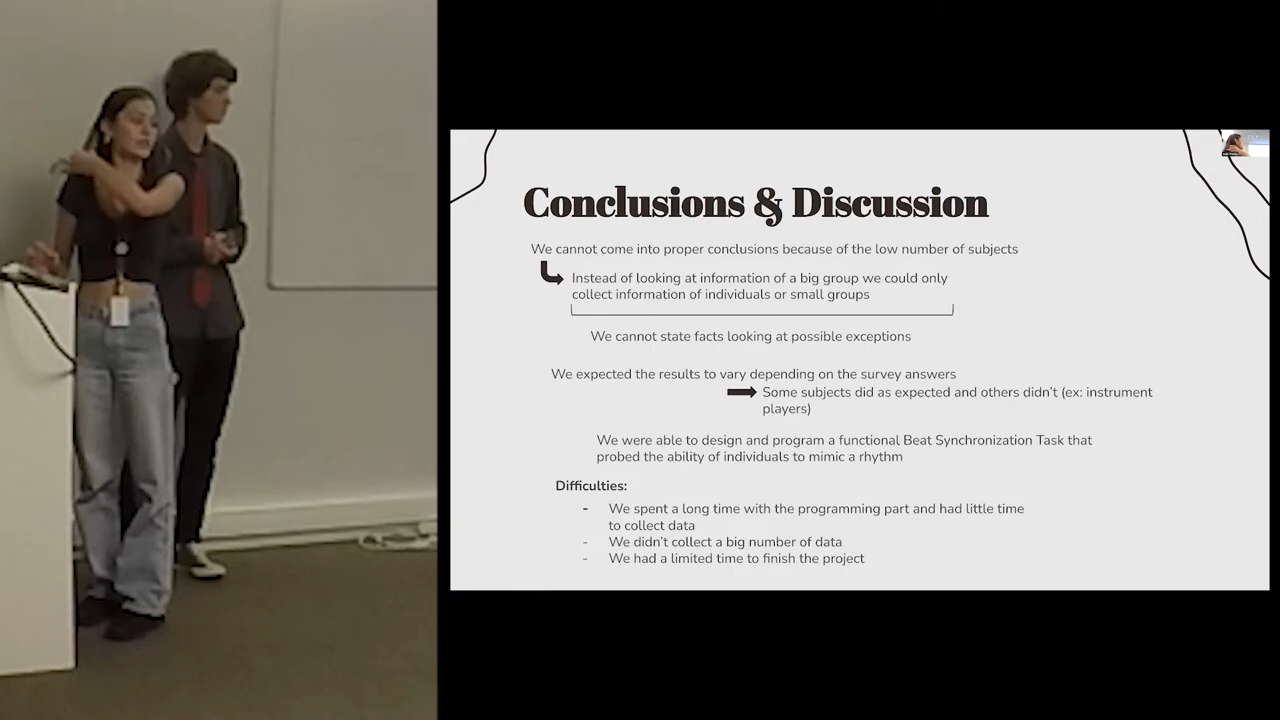 Conclusions & Discussion
We cannot come into proper conclusions because of the low number of subjects
Instead of looking at information of a big group we could only
collect information of individuals or small groups
We cannot state facts looking at possible exceptions
We expected the results to vary depending on the survey answers
Some subjects did as expected and others didn't (ex: instrument
players)
We were able to design and program a functional Beat Synchronization Task that
probed the ability of individuals to mimic a rhythm
Difficulties:
- We spent a long time with the programming part and had little time
to collect data
- We didn't collect a big number of data
- We had a limited time to finish the project